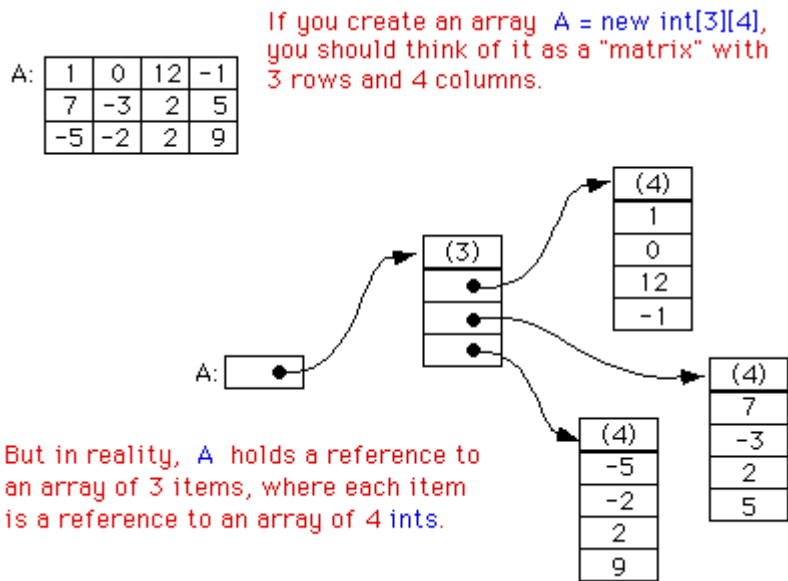 If you create an array A = new int[3][4],
you should think of it as a "matrix" with
3 rows and 4 columns.
A: 1 0 12 -1
7 -3 2 5
-5 -2 2 9
(4)
1
0
12
-1
(3)
A:
(4)
7
-3
2
5
(4)
-5
-2
2
9
But in reality, A holds a reference to
an array of 3 items, where each item
is a reference to an array of 4 ints.